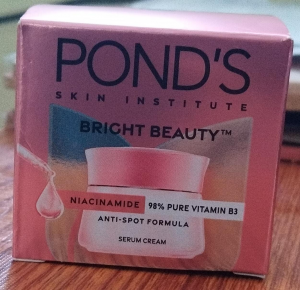 POND'S
SKIN INSTITUTE
BRIGHT BEAUTY™
NIACINAMIDE 98% PURE VITAMIN B3
ANTI-SPOT FORMULA
SERUM CREAM